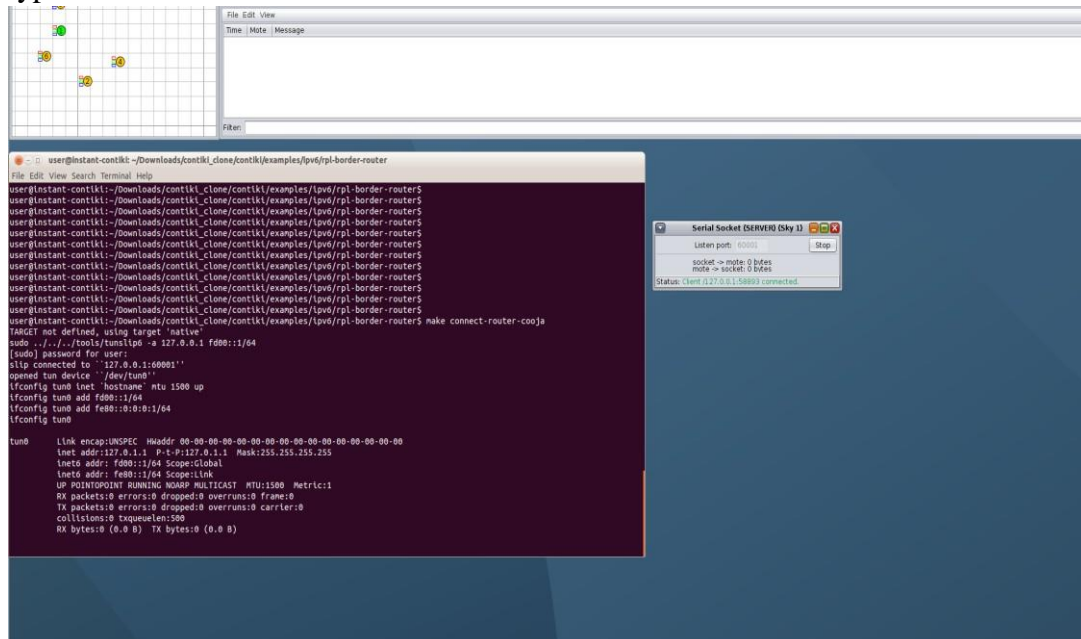 1
6
4
2
File Edit View
Time Mote Message
Filter:
user@instant-contiki: ~/Downloads/contiki_clone/contiki/examples/ipv6/rpl-border-router
File Edit View Search Terminal Help
user@instant-contiki:~/Downloads/contiki_clone/contiki/examples/ipv6/rpl-border-router$
user@instant-contiki:~/Downloads/contiki_clone/contiki/examples/ipv6/rpl-border-router$
user@instant-contiki:~/Downloads/contiki_clone/contiki/examples/ipv6/rpl-border-router$
user@instant-contiki:~/Downloads/contiki_clone/contiki/examples/ipv6/rpl-border-router$
user@instant-contiki:~/Downloads/contiki_clone/contiki/examples/ipv6/rpl-border-router$
user@instant-contiki:~/Downloads/contiki_clone/contiki/examples/ipv6/rpl-border-router$
user@instant-contiki:~/Downloads/contiki_clone/contiki/examples/ipv6/rpl-border-router$
user@instant-contiki:~/Downloads/contiki_clone/contiki/examples/ipv6/rpl-border-router$
user@instant-contiki:~/Downloads/contiki_clone/contiki/examples/ipv6/rpl-border-router$
user@instant-contiki:~/Downloads/contiki_clone/contiki/examples/ipv6/rpl-border-router$
user@instant-contiki:~/Downloads/contiki_clone/contiki/examples/ipv6/rpl-border-router$
user@instant-contiki:~/Downloads/contiki_clone/contiki/examples/ipv6/rpl-border-router$ make connect-router-cooja
TARGET not defined, using target 'native'
sudo ../../../tools/tunslip6 -a 127.0.0.1 fd00::1/64
[sudo] password for user:
slip connected to ``127.0.0.1:60001''
opened tun device ``/dev/tun0''
ifconfig tun0 inet `hostname` mtu 1500 up
ifconfig tun0 add fd00::1/64
ifconfig tun0 add fe80::0:0:0:1/64
ifconfig tun0
tun0 Link encap:UNSPEC HWaddr 00-00-00-00-00-00-00-00-00-00-00-00-00-00-00-00
inet addr:127.0.1.1 P-t-P:127.0.1.1 Mask:255.255.255.255
inet6 addr: fd00::1/64 Scope:Global
inet6 addr: fe80::1/64 Scope:Link
UP POINTOPOINT RUNNING NOARP MULTICAST MTU:1500 Metric:1
RX packets:0 errors:0 dropped:0 overruns:0 frame:0
TX packets:0 errors:0 dropped:0 overruns:0 carrier:0
collisions:0 txqueuelen:500
RX bytes:0 (0.0 B) TX bytes:0 (0.0 B)
Serial Socket (SERVER) (Sky 1)
Listen port: 60001 Stop
socket -> mote: 0 bytes
mote -> socket: 0 bytes
Status: Client /127.0.0.1:58893 connected.